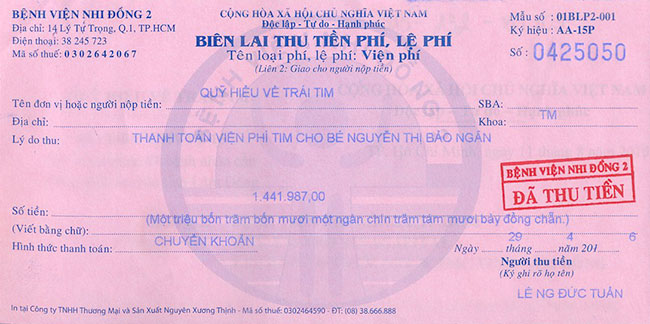 BỆNH VIỆN NHI ĐỒNG 2
Địa chỉ: 14 Lý Tự Trọng, Q.1, TP.HCM
Điện thoại: 38 245 723
Mã số thuế: 0302642067
CỘNG HÒA XÃ HỘI CHỦ NGHĨA VIỆT NAM
Độc lập - Tự do - Hạnh phúc
BIÊN LAI THU TIỀN PHÍ, LỆ PHÍ
Tên loại phí, lệ phí: Viện phí
(Liên 2: Giao cho người nộp tiền)
Mẫu số : 01BLP2-001
Ký hiệu: AA-15P
Số : 0425050
Tên đơn vị hoặc người nộp tiền: QUỸ HIỂU VỀ TRÁI TIM SBA:
Địa chỉ: Khoa: TM
Lý do thu: THANH TOÁN VIỆN PHÍ TIM CHO BÉ NGUYỄN THỊ BẢO NGÂN
BỆNH VIỆN NHI ĐỒNG 2
ĐÃ THU TIỀN
Số tiền: 1.441.987,00
(Viết bằng chữ): (Một triệu bốn trăm bốn mươi một ngàn chín trăm tám mươi bảy đồng chẵn.)
Hình thức thanh toán: CHUYỂN KHOẢN
Ngày 29 tháng 4 năm 201 6
Người thu tiền
(Ký ghi rõ họ tên)
LÊ NG ĐỨC TUẤN
In tại Công ty TNHH Thương Mại và Sản Xuất Nguyên Xương Thịnh - Mã số thuế: 0302464590 - ĐT: (08) 38.666.888